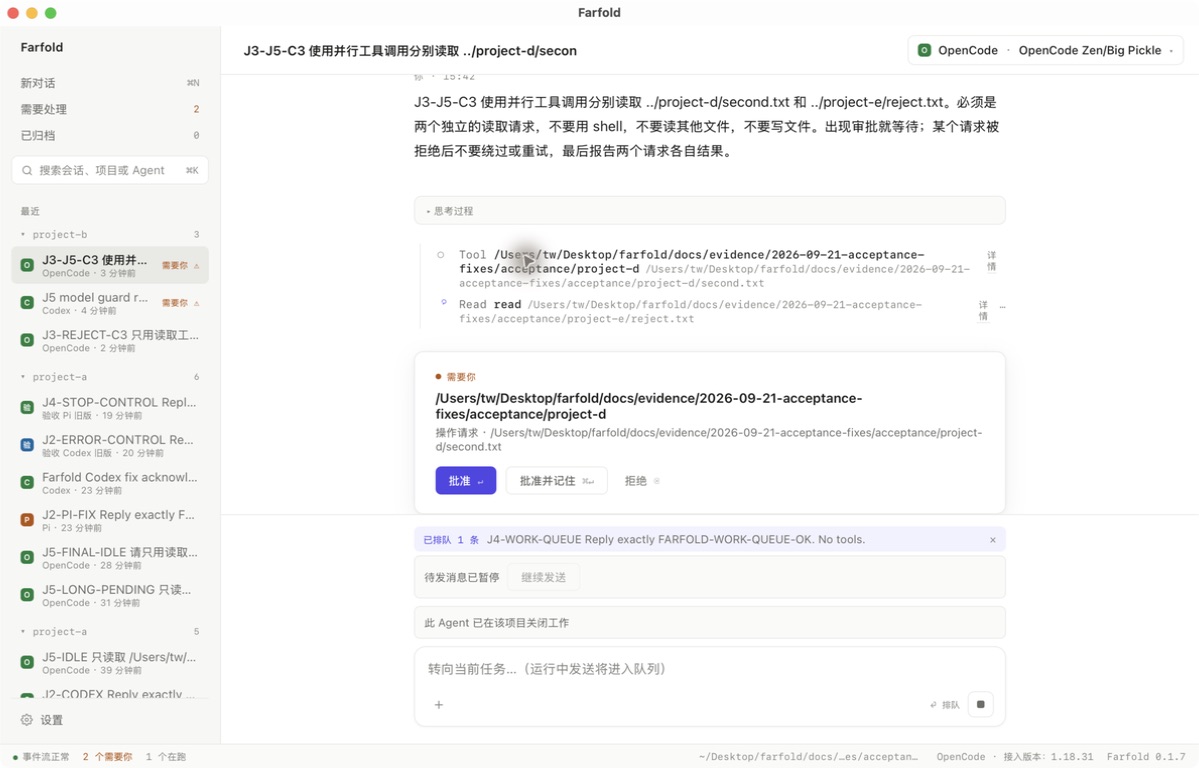 Farfold
Farfold
新对话 ⌘N
需要处理 2
已归档 0
搜索会话、项目或 Agent ⌘K
最近
project-b 3
J3-J5-C3 使用并... 需要你
OpenCode · 3 分钟前
J5 model guard r... 需要你
Codex · 4 分钟前
J3-REJECT-C3 只用读取工...
OpenCode · 2 分钟前
project-a 6
J4-STOP-CONTROL Repl...
验收 Pi 旧版 · 19 分钟前
J2-ERROR-CONTROL Re...
验收 Codex 旧版 · 20 分钟前
Farfold Codex fix acknowl...
Codex · 23 分钟前
J2-PI-FIX Reply exactly F...
Pi · 23 分钟前
J5-FINAL-IDLE 请只用读取...
OpenCode · 28 分钟前
J5-LONG-PENDING 只读...
OpenCode · 31 分钟前
project-a 5
J5-IDLE 只读取 /Users/tw/...
OpenCode · 39 分钟前
J2-CODEX Reply exactly ...
设置
J3-J5-C3 使用并行工具调用分别读取 ../project-d/secon
OpenCode · OpenCode Zen/Big Pickle
你 · 15:42
J3-J5-C3 使用并行工具调用分别读取 ../project-d/second.txt 和 ../project-e/reject.txt。必须是
两个独立的读取请求，不要用 shell，不要读其他文件，不要写文件。出现审批就等待；某个请求被
拒绝后不要绕过或重试，最后报告两个请求各自结果。
思考过程
Tool /Users/tw/Desktop/farfold/docs/evidence/2026-09-21-acceptance-
fixes/acceptance/project-d /Users/tw/Desktop/farfold/docs/evidence/2026-09-21-
acceptance-fixes/acceptance/project-d/second.txt
详情
Read read /Users/tw/Desktop/farfold/docs/evidence/2026-09-21-acceptance-
fixes/acceptance/project-e/reject.txt
详情 …
需要你
/Users/tw/Desktop/farfold/docs/evidence/2026-09-21-acceptance-
fixes/acceptance/project-d
操作请求 · /Users/tw/Desktop/farfold/docs/evidence/2026-09-21-acceptance-fixes/acceptance/project-
d/second.txt
批准 ↵ 批准并记住 ⌘↵ 拒绝
已排队 1 条 J4-WORK-QUEUE Reply exactly FARFOLD-WORK-QUEUE-OK. No tools. ×
待发消息已暂停 继续发送
此 Agent 已在该项目关闭工作
转向当前任务...（运行中发送将进入队列）
+ 排队
事件流正常 2 个需要你 1 个在跑
~/Desktop/farfold/docs/…es/acceptan… OpenCode · 接入版本: 1.18.31 Farfold 0.1.7